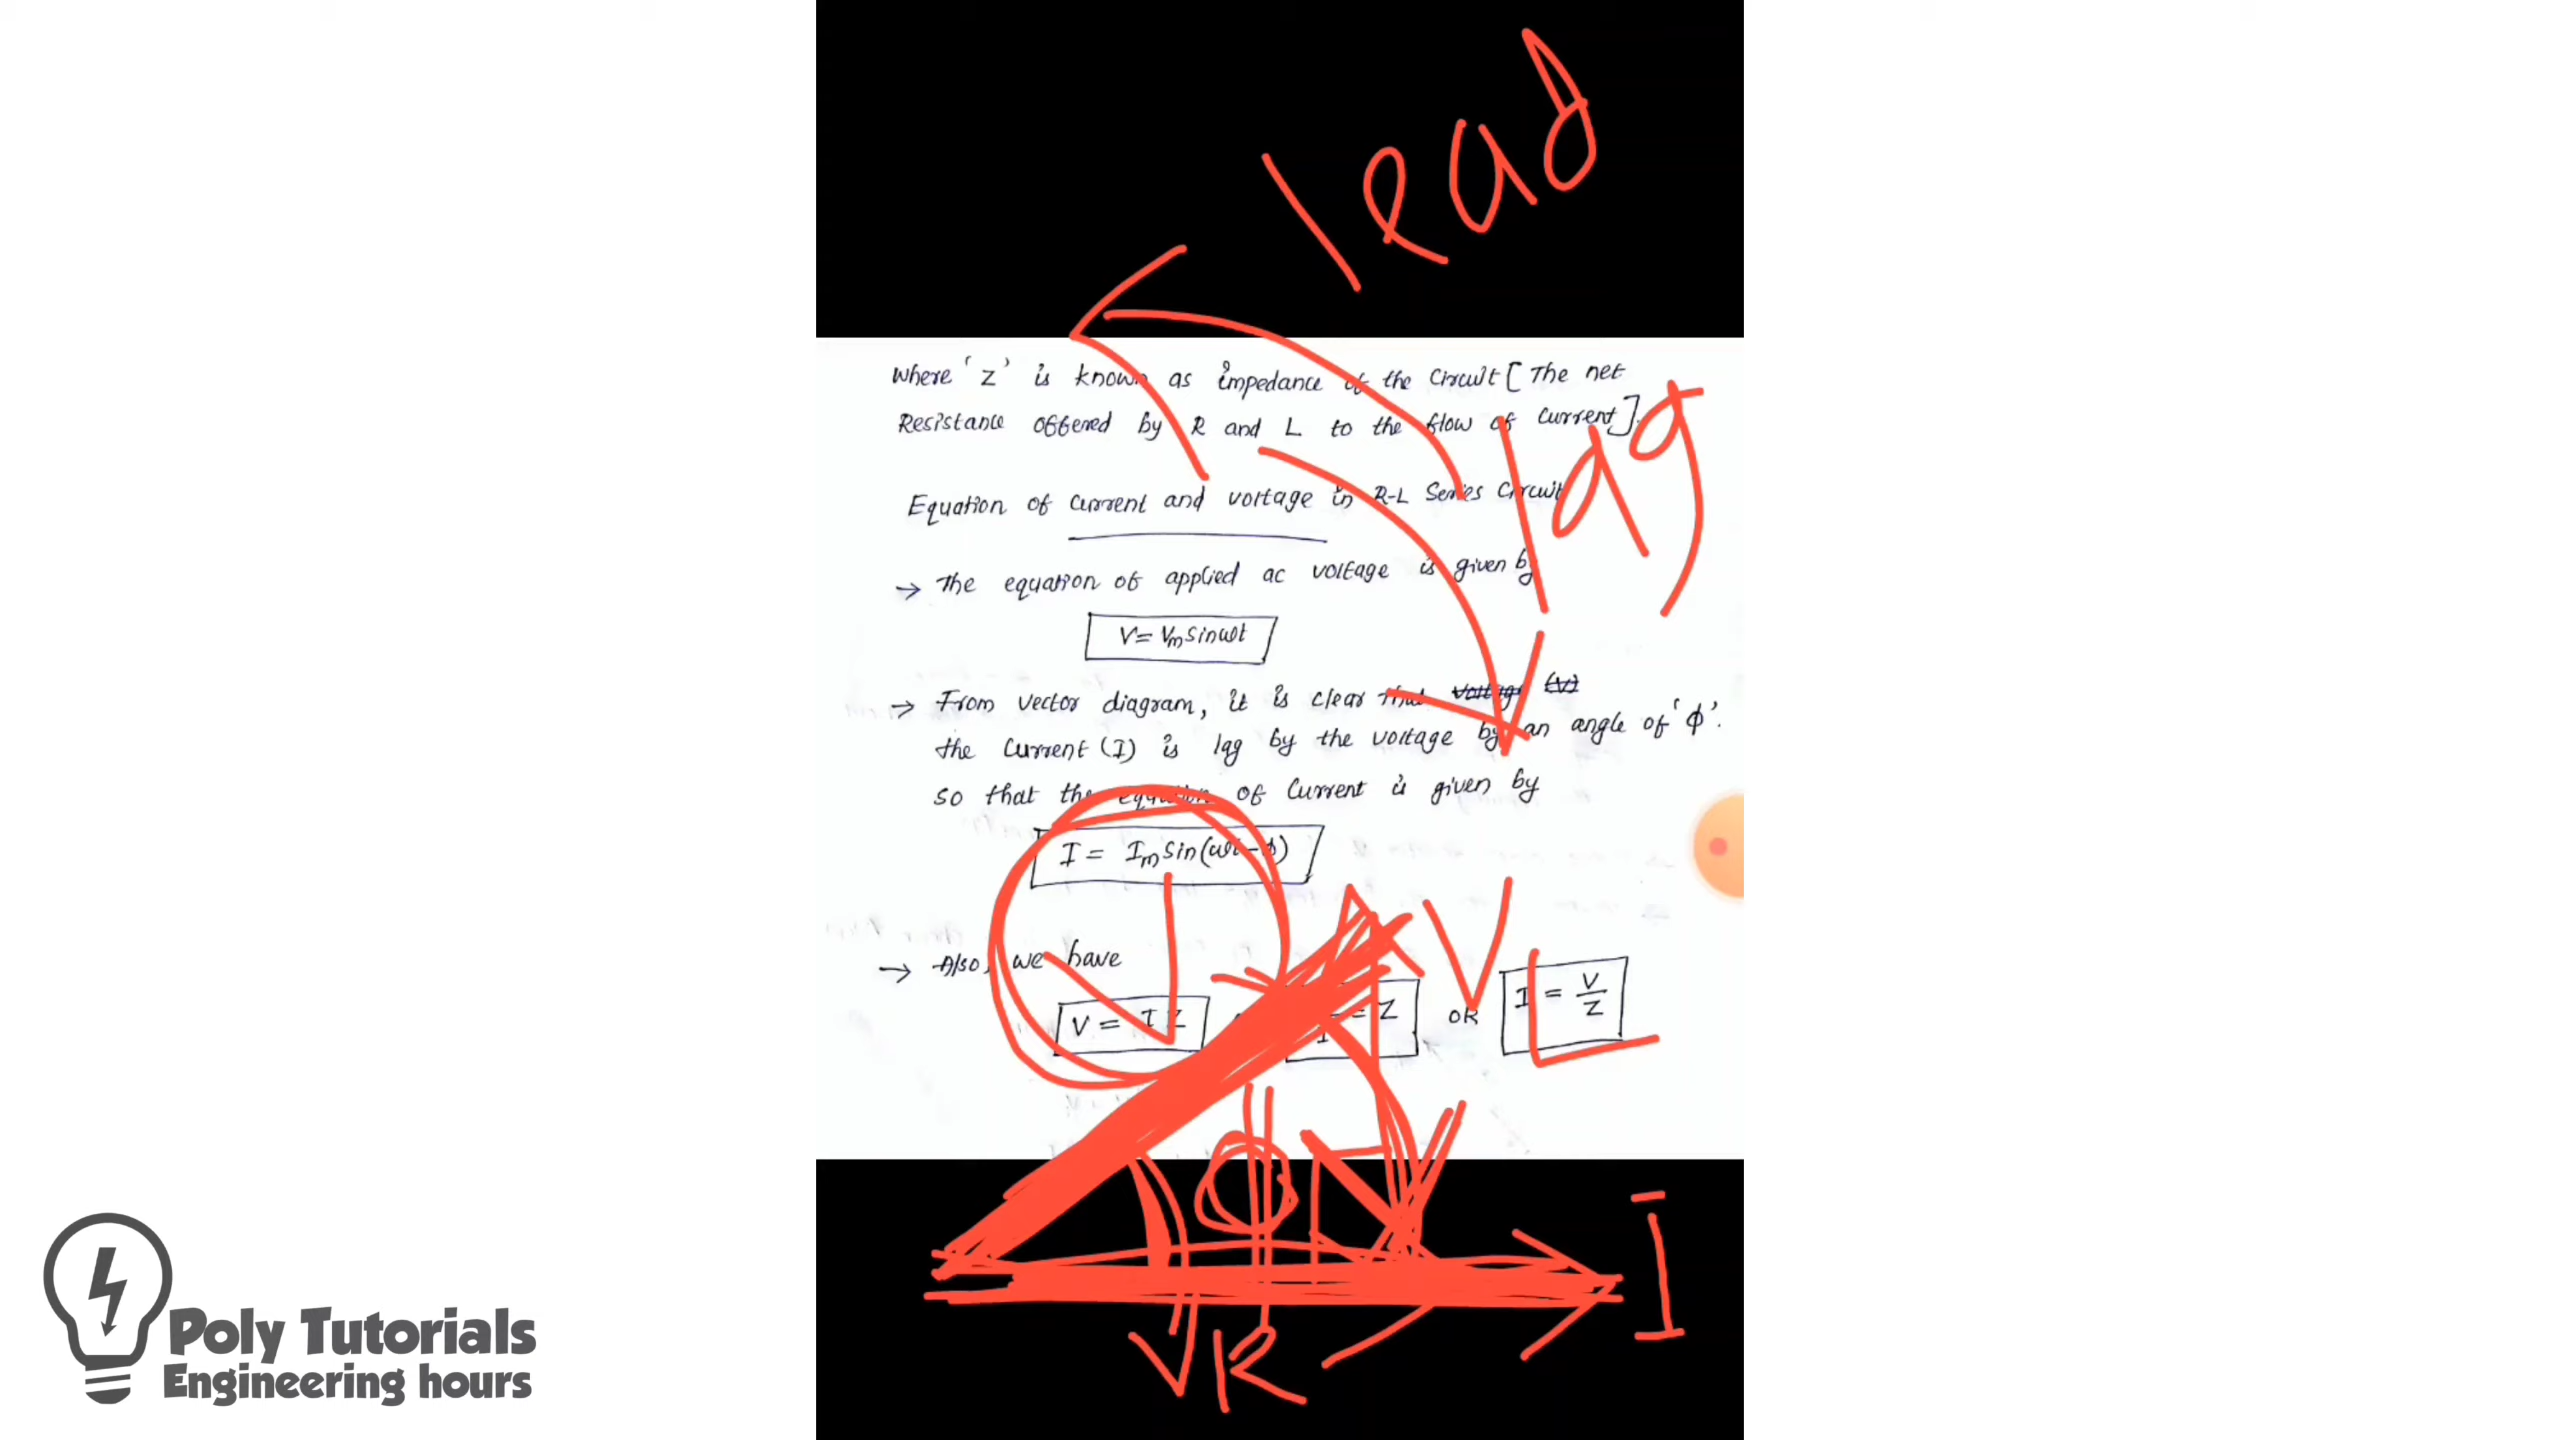 lead
lag
where 'Z' is known as impedance of the Circuit [The net
Resistance offered by R and L to the flow of Current].
Equation of Current and voltage in R-L Series Circuit
→ The equation of applied ac voltage is given by
V = Vm sinωt
→ From vector diagram, it is clear that
the Current (I) is lag by the voltage by an angle of 'ϕ'.
so that the equation of Current is given by
I = Im sin(ωt-ϕ)
→ Also, we have
V = IZ
= Z
OR
I = V/Z
VL
I
VR
Poly Tutorials
Engineering hours